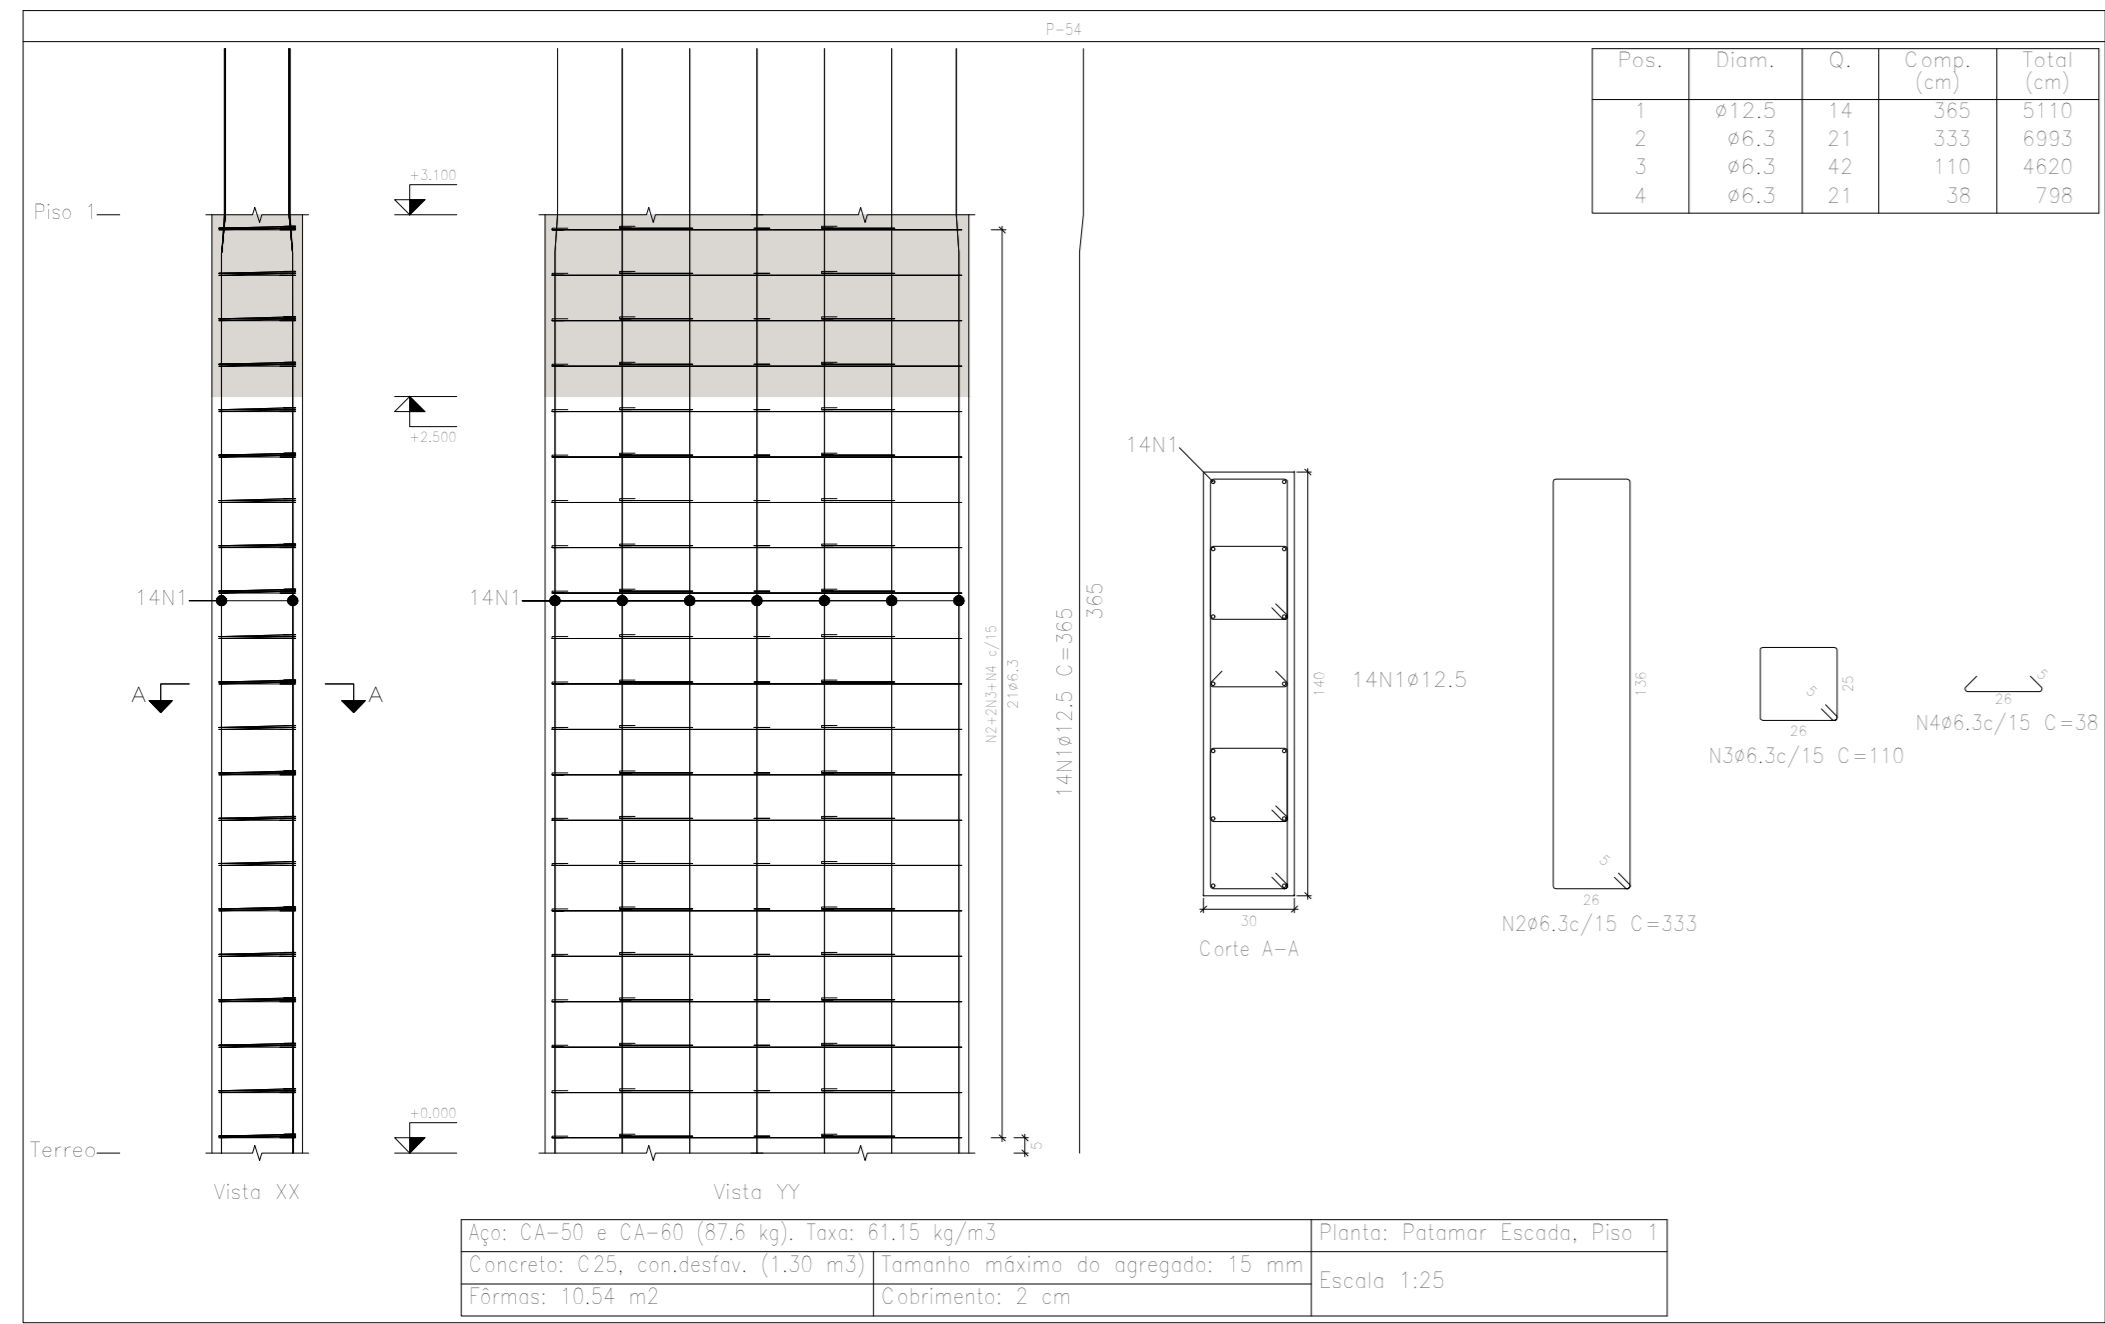 P-54
Pos. Diam. Q. Comp. (cm) Total (cm)
1 ø12.5 14 365 5110
2 ø6.3 21 333 6993
3 ø6.3 42 110 4620
4 ø6.3 21 38 798
+3.100
Piso 1
+2.500
14N1
14N1
14N1
A
A
N2+2N3+N4 c/15
21ø6.3
14N1ø12.5 C=365
365
140
14N1ø12.5
30
Corte A-A
136
5
26
N2ø6.3c/15 C=333
5
25
26
N3ø6.3c/15 C=110
5
26
N4ø6.3c/15 C=38
+0.000
5
Terreo
Vista XX
Vista YY
Aço: CA-50 e CA-60 (87.6 kg). Taxa: 61.15 kg/m3
Planta: Patamar Escada, Piso 1
Concreto: C25, con.desfav. (1.30 m3)
Tamanho máximo do agregado: 15 mm
Escala 1:25
Fôrmas: 10.54 m2
Cobrimento: 2 cm